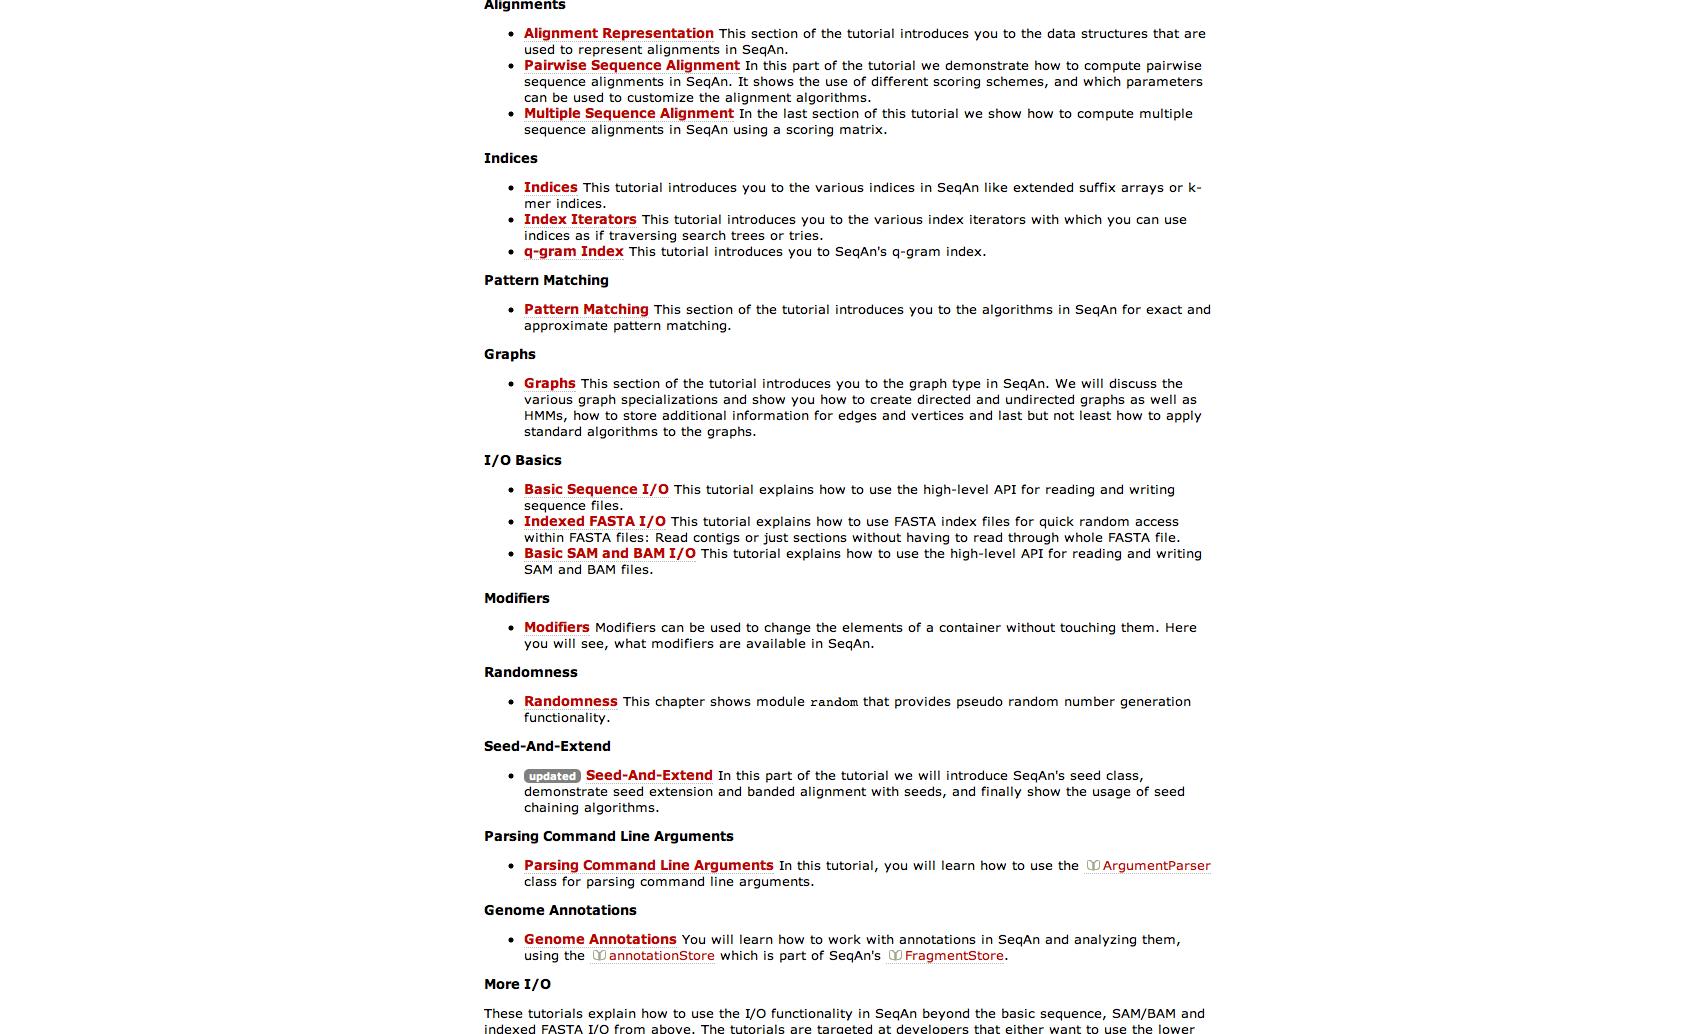 Alignments
Alignment Representation This section of the tutorial introduces you to the data structures that are
used to represent alignments in SeqAn.
Pairwise Sequence Alignment In this part of the tutorial we demonstrate how to compute pairwise
sequence alignments in SeqAn. It shows the use of different scoring schemes, and which parameters
can be used to customize the alignment algorithms.
Multiple Sequence Alignment In the last section of this tutorial we show how to compute multiple
sequence alignments in SeqAn using a scoring matrix.
Indices
Indices This tutorial introduces you to the various indices in SeqAn like extended suffix arrays or k-
mer indices.
Index Iterators This tutorial introduces you to the various index iterators with which you can use
indices as if traversing search trees or tries.
q-gram Index This tutorial introduces you to SeqAn's q-gram index.
Pattern Matching
Pattern Matching This section of the tutorial introduces you to the algorithms in SeqAn for exact and
approximate pattern matching.
Graphs
Graphs This section of the tutorial introduces you to the graph type in SeqAn. We will discuss the
various graph specializations and show you how to create directed and undirected graphs as well as
HMMs, how to store additional information for edges and vertices and last but not least how to apply
standard algorithms to the graphs.
I/O Basics
Basic Sequence I/O This tutorial explains how to use the high-level API for reading and writing
sequence files.
Indexed FASTA I/O This tutorial explains how to use FASTA index files for quick random access
within FASTA files: Read contigs or just sections without having to read through whole FASTA file.
Basic SAM and BAM I/O This tutorial explains how to use the high-level API for reading and writing
SAM and BAM files.
Modifiers
Modifiers Modifiers can be used to change the elements of a container without touching them. Here
you will see, what modifiers are available in SeqAn.
Randomness
Randomness This chapter shows module random that provides pseudo random number generation
functionality.
Seed-And-Extend
updated Seed-And-Extend In this part of the tutorial we will introduce SeqAn's seed class,
demonstrate seed extension and banded alignment with seeds, and finally show the usage of seed
chaining algorithms.
Parsing Command Line Arguments
Parsing Command Line Arguments In this tutorial, you will learn how to use the ArgumentParser
class for parsing command line arguments.
Genome Annotations
Genome Annotations You will learn how to work with annotations in SeqAn and analyzing them,
using the annotationStore which is part of SeqAn's FragmentStore.
More I/O
These tutorials explain how to use the I/O functionality in SeqAn beyond the basic sequence, SAM/BAM and
indexed FASTA I/O from above. The tutorials are targeted at developers that either want to use the lower